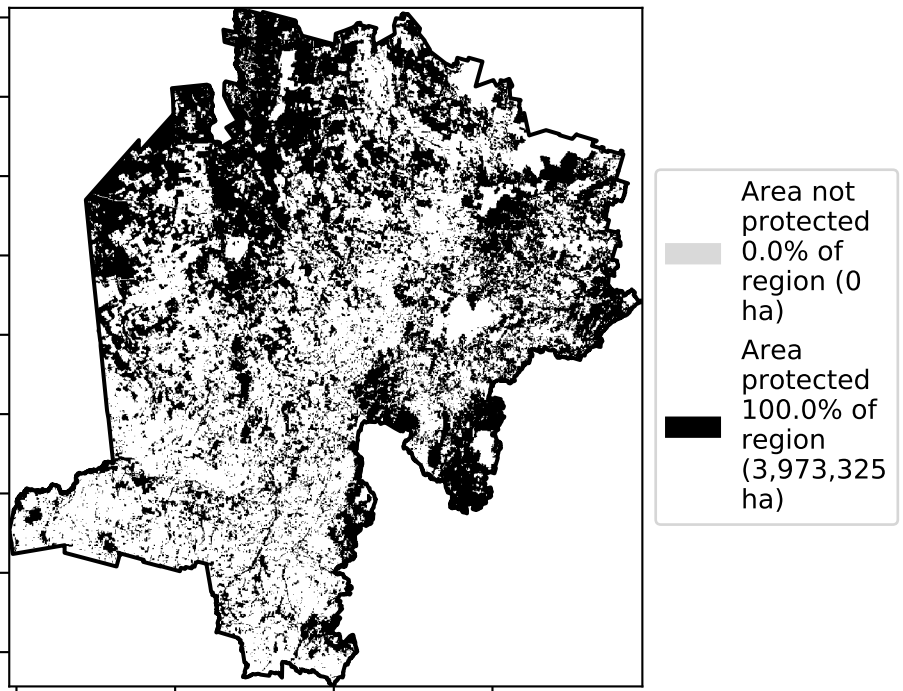 Area not
protected
0.0% of
region (0
ha)
Area
protected
100.0% of
region
(3,973,325
ha)